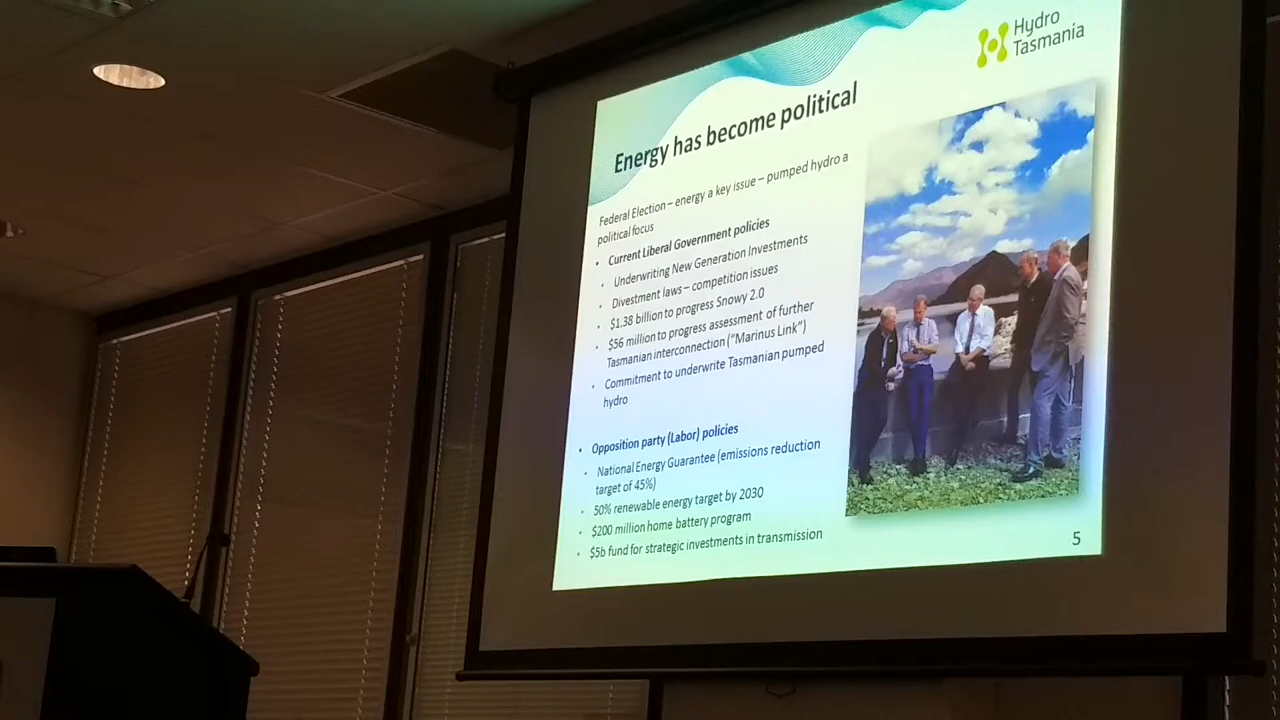 Hydro
Tasmania
Energy has become political
Federal Election – energy a key issue – pumped hydro a
political focus
• Current Liberal Government policies
• Underwriting New Generation Investments
• Divestment laws – competition issues
• $1.38 billion to progress Snowy 2.0
• $56 million to progress assessment of further
Tasmanian interconnection ("Marinus Link")
• Commitment to underwrite Tasmanian pumped
hydro
• Opposition party (Labor) policies
• National Energy Guarantee (emissions reduction
target of 45%)
• 50% renewable energy target by 2030
• $200 million home battery program
• $5b fund for strategic investments in transmission
5